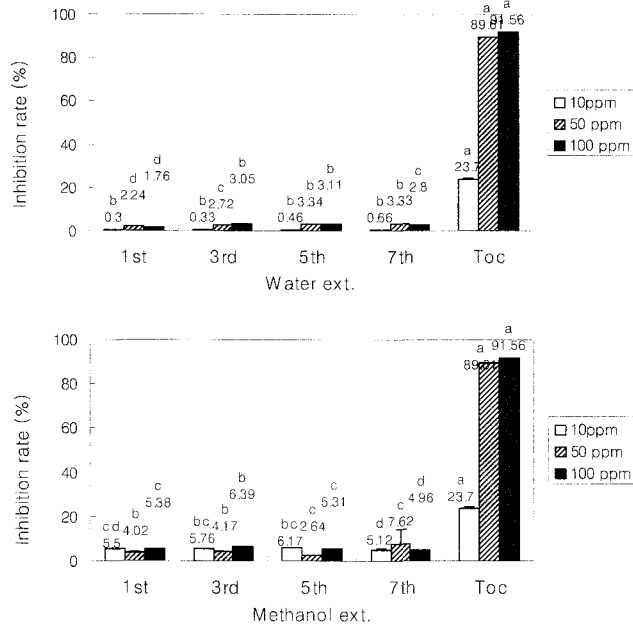 100
80
60
40
20
0
Inhibition rate (%)
b 0.3
d 2.24
d 1.76
b 0.33
c 2.72
b 3.05
b 0.46
b 3.34
b 3.11
b 0.66
b 3.33
c 2.8
a 23.7
a 89.61
a 91.56
1st 3rd 5th 7th Toc
Water ext.
10ppm
50 ppm
100 ppm
100
80
60
40
20
0
Inhibition rate (%)
cd 5.5
b 4.02
c 5.38
bc 5.76
b 4.17
b 6.39
bc 6.17
c 2.64
c 5.31
d 5.12
c 7.62
d 4.96
a 23.7
a 89.61
a 91.56
1st 3rd 5th 7th Toc
Methanol ext.
10ppm
50 ppm
100 ppm